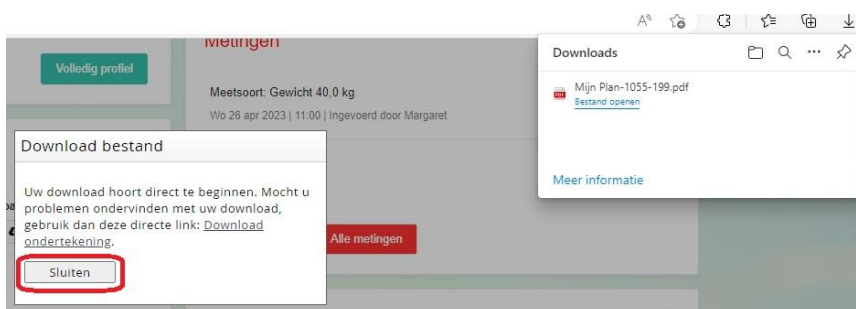 Downloads
Metingen
Volledig profiel
Mijn Plan-1055-199.pdf
Bestand openen
Meetsoort: Gewicht 40,0 kg
Wo 26 apr 2023 | 11:00 | Ingevoerd door Margaret
Download bestand
Meer informatie
Uw download hoort direct te beginnen. Mocht u
problemen ondervinden met uw download,
gebruik dan deze directe link: Download
ondertekening.
Alle metingen
Sluiten